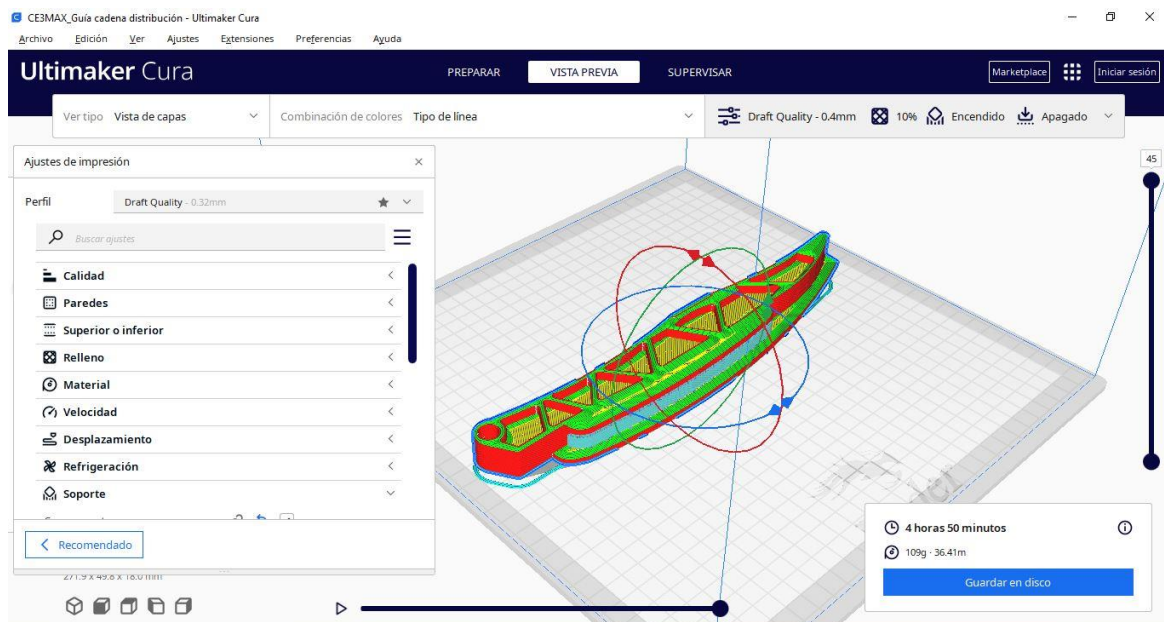 CE3MAX_Guía cadena distribución - Ultimaker Cura
Archivo Edición Ver Ajustes Extensiones Preferencias Ayuda
Ultimaker Cura
PREPARAR VISTA PREVIA SUPERVISAR
Marketplace Iniciar sesión
Ver tipo Vista de capas Combinación de colores Tipo de línea
Draft Quality - 0.4mm 10% Encendido Apagado
Ajustes de impresión
45
Perfil Draft Quality - 0.32mm
Buscar ajustes
Calidad
Paredes
Superior o inferior
Relleno
Material
Velocidad
Desplazamiento
Refrigeración
Soporte
Recomendado
271.9 x 49.8 x 18.0 mm
4 horas 50 minutos
109g · 36.41m
Guardar en disco